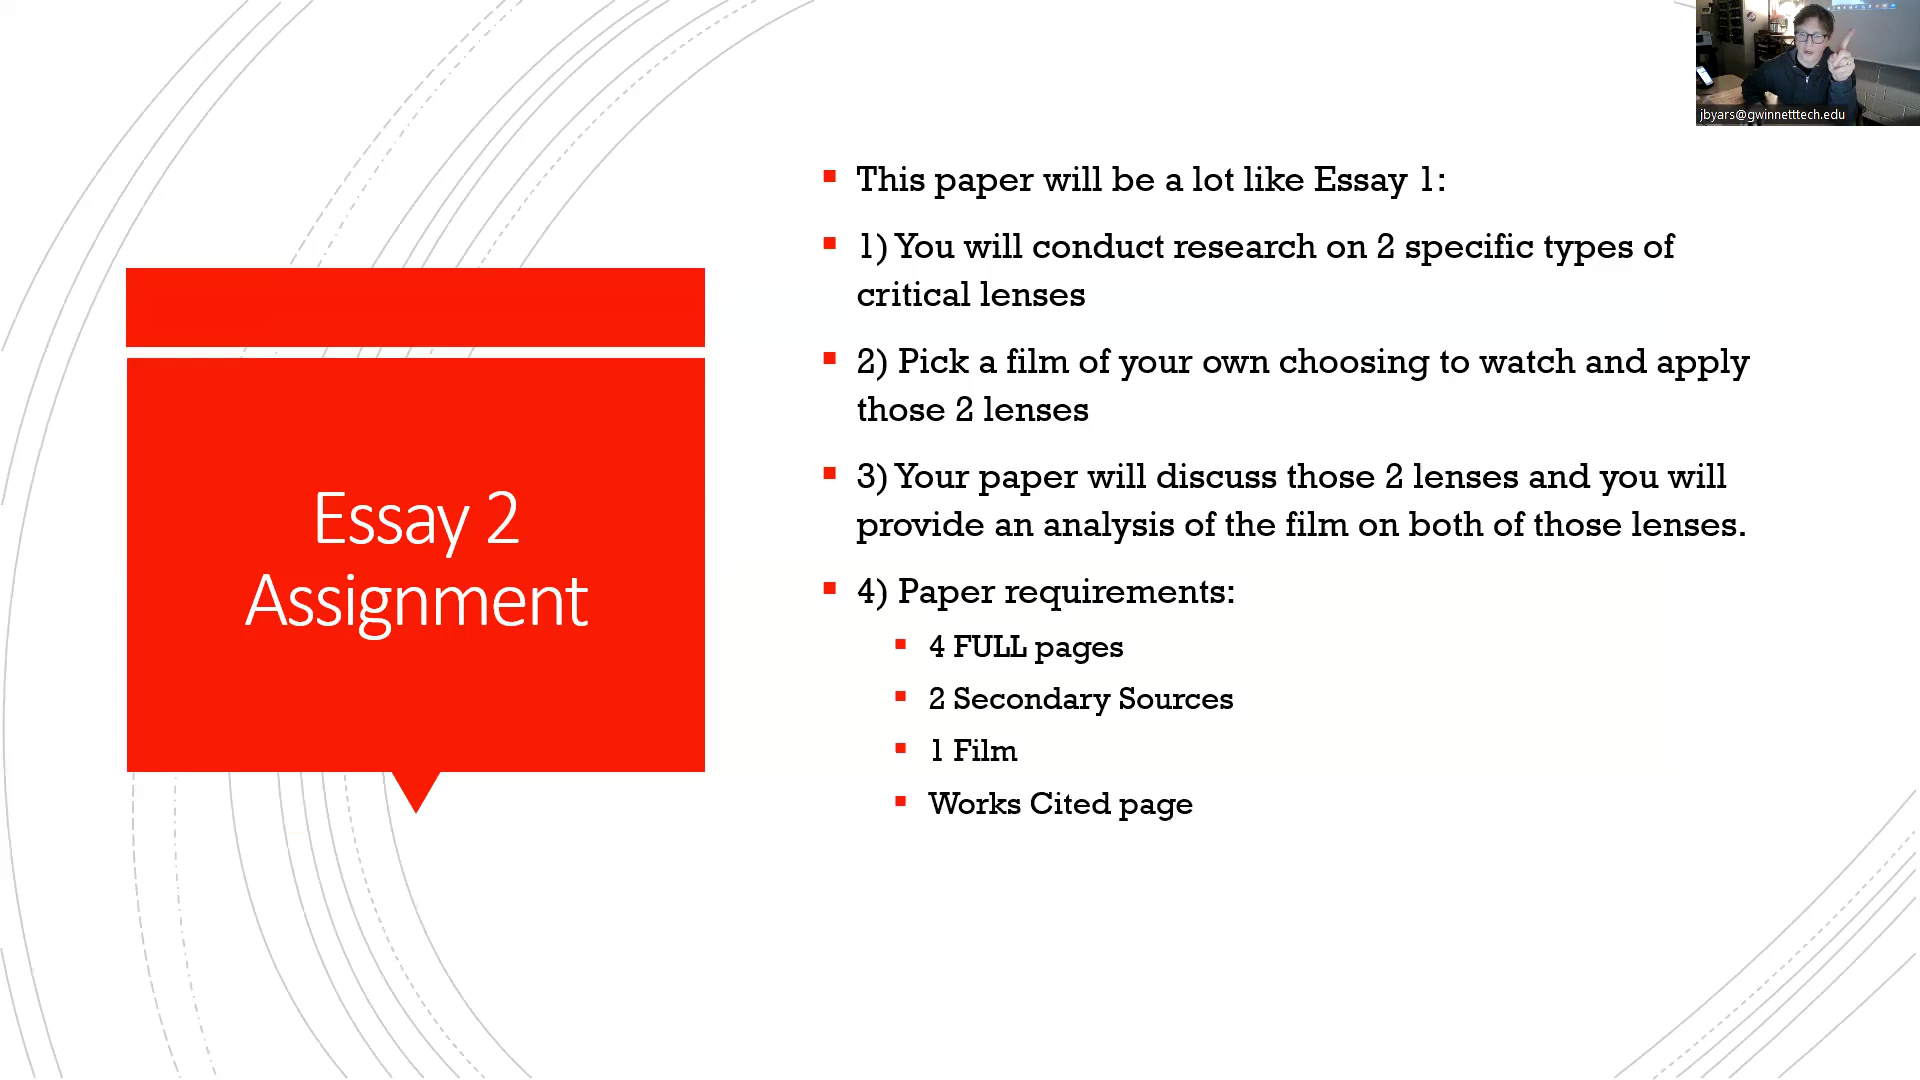 jbyars@gwinnetttech.edu
Essay 2
Assignment
This paper will be a lot like Essay 1:
1) You will conduct research on 2 specific types of
critical lenses
2) Pick a film of your own choosing to watch and apply
those 2 lenses
3) Your paper will discuss those 2 lenses and you will
provide an analysis of the film on both of those lenses.
4) Paper requirements:
4 FULL pages
2 Secondary Sources
1 Film
Works Cited page